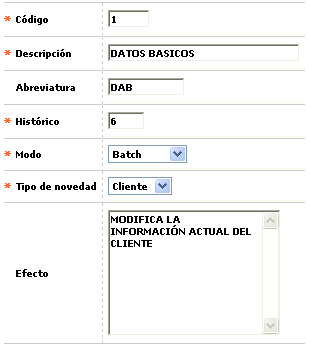 * Código 1
* Descripción DATOS BASICOS
Abreviatura DAB
* Histórico 6
* Modo Batch
* Tipo de novedad Cliente
Efecto
MODIFICA LA
INFORMACIÓN ACTUAL DEL
CLIENTE